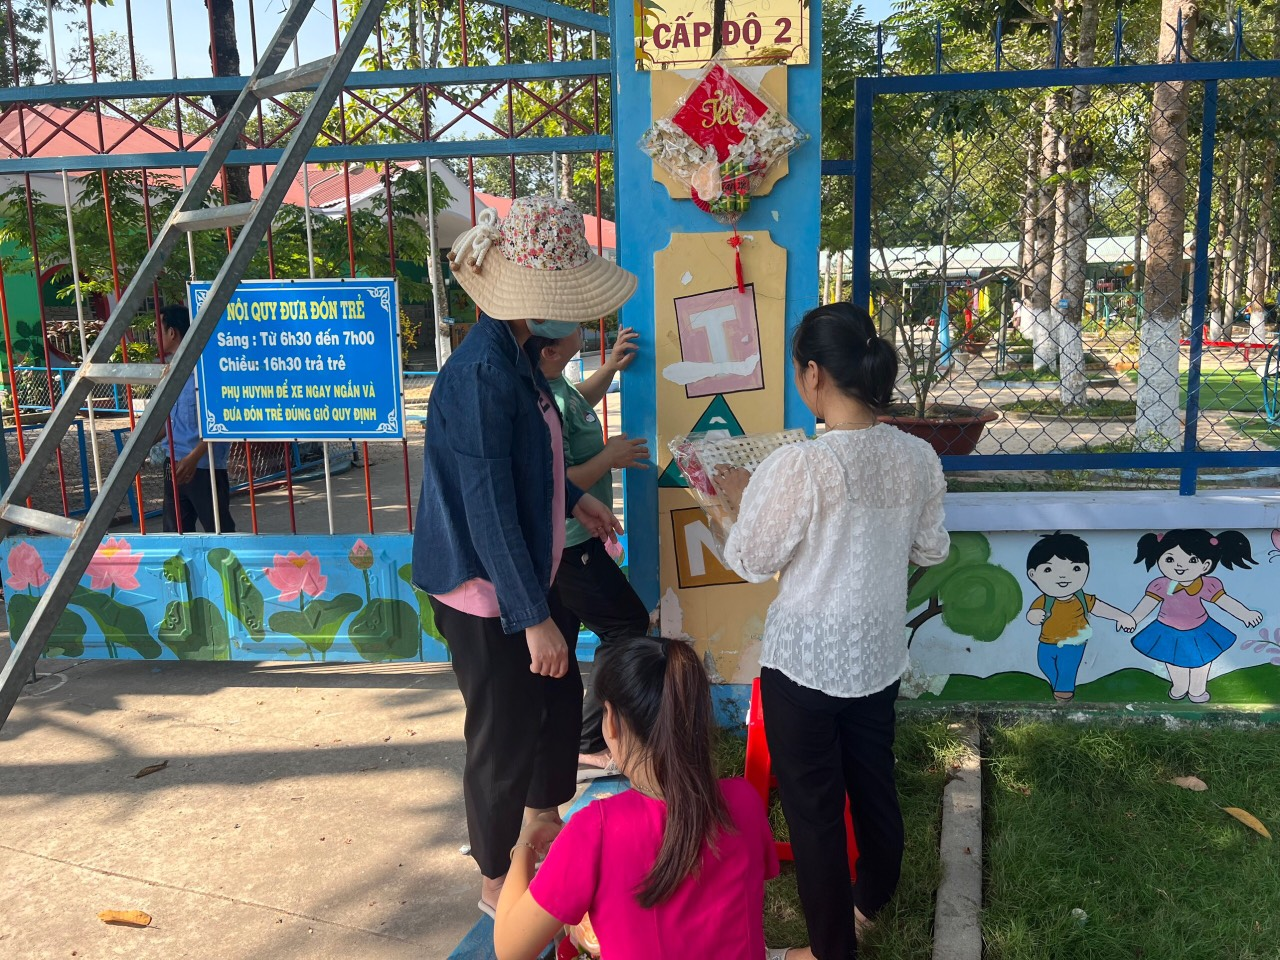 CẤP ĐỘ 2
Tết
NỘI QUY ĐƯA ĐÓN TRẺ
Sáng : Từ 6h30 đến 7h00
Chiều: 16h30 trả trẻ
PHỤ HUYNH ĐỂ XE NGAY NGẮN VÀ
ĐƯA ĐÓN TRẺ ĐÚNG GIỜ QUY ĐỊNH
T
N